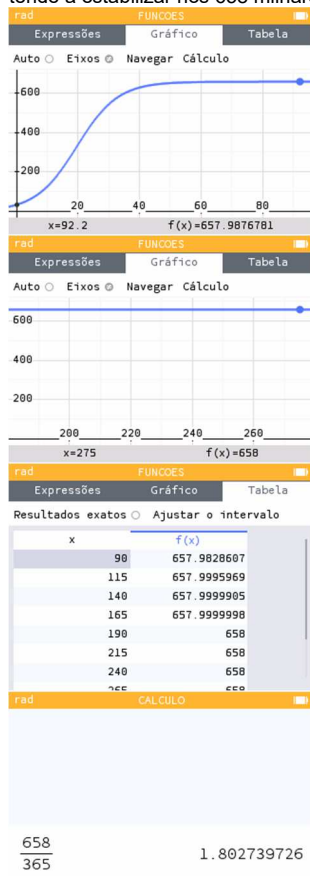 tende a estabilizar nos 658 milhare
rad FUNCOES
Expressões Gráfico Tabela
Auto Eixos Navegar Cálculo
600
400
200
20 40 60 80
x=92.2 f(x)=657.9876781
rad FUNCOES
Expressões Gráfico Tabela
Auto Eixos Navegar Cálculo
600
400
200
200 220 240 260
x=275 f(x)=658
rad FUNCOES
Expressões Gráfico Tabela
Resultados exatos Ajustar o intervalo
x f(x)
90 657.9828607
115 657.9995969
140 657.9999905
165 657.9999998
190 658
215 658
240 658
265 658
rad CALCULO
658
365
1.802739726